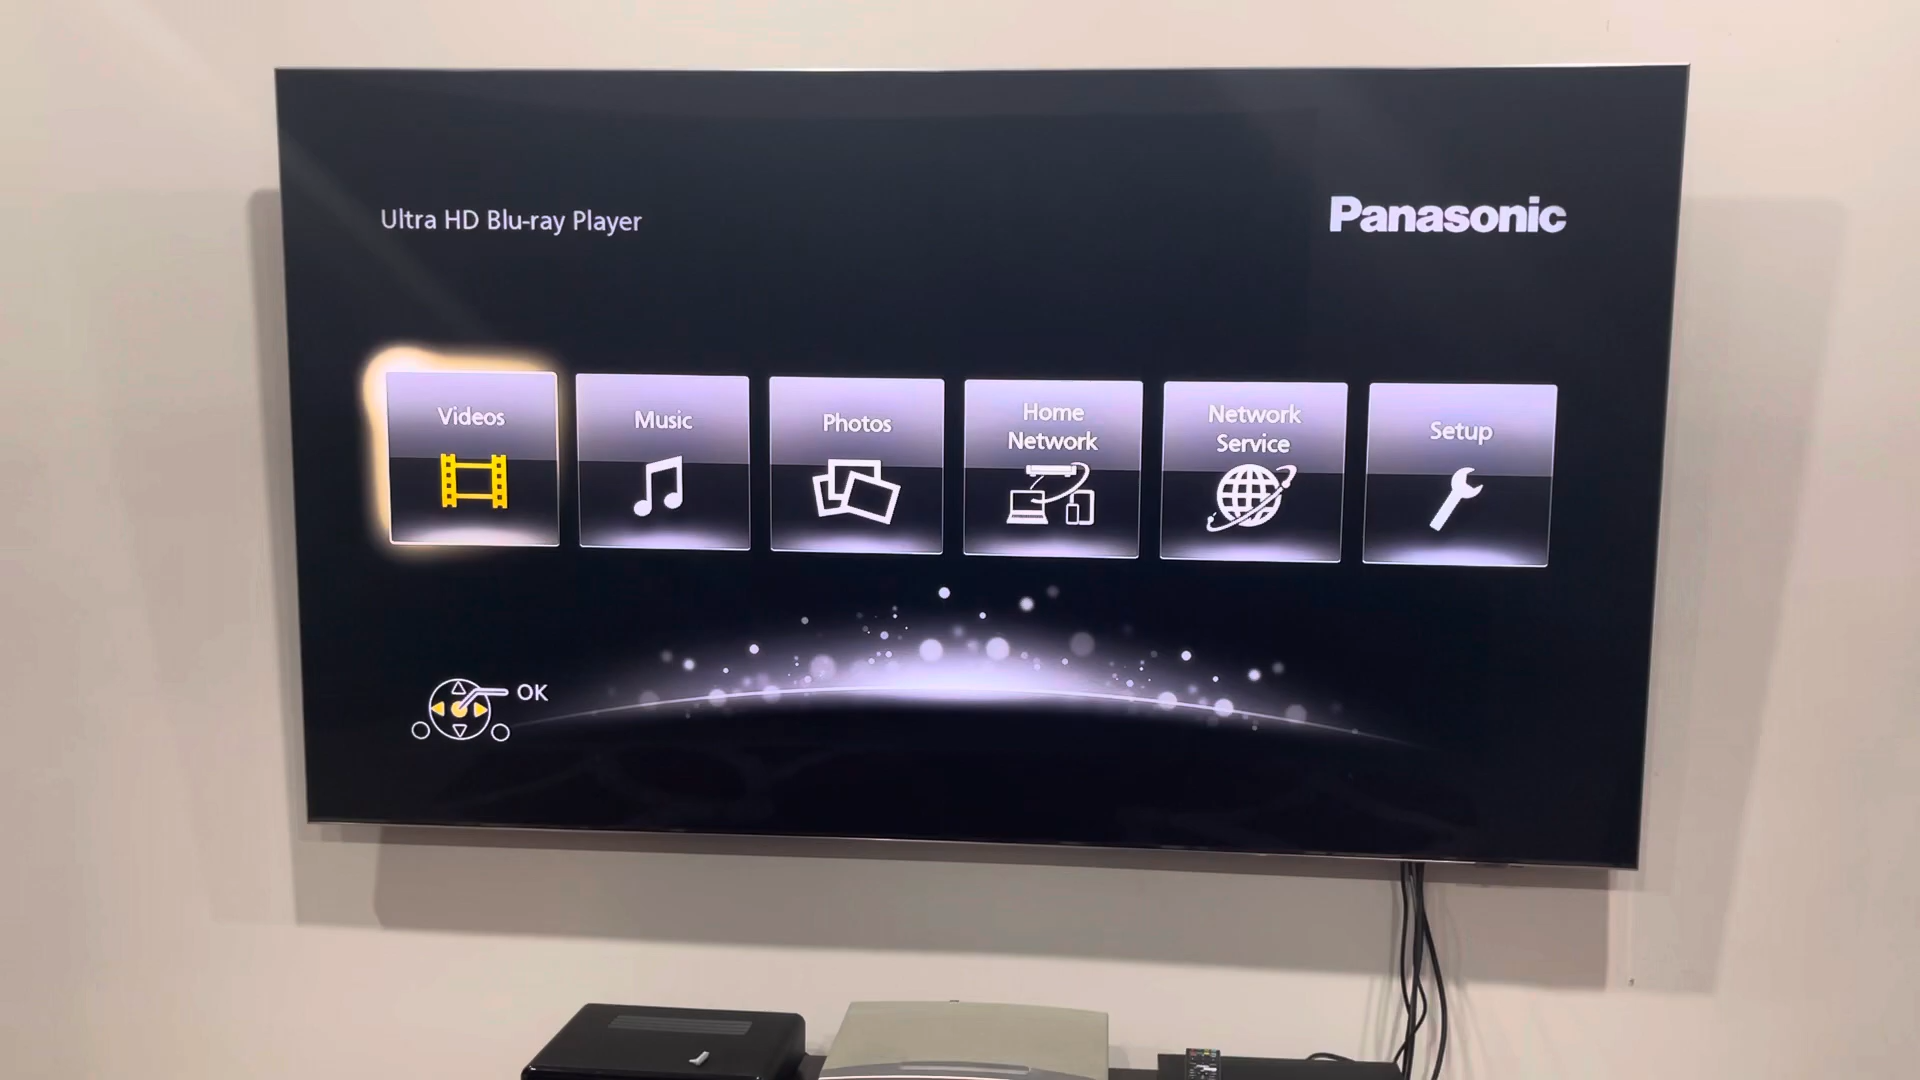 Ultra HD Blu-ray Player
Panasonic
Videos
Music
Photos
Home
Network
Network
Service
Setup
OK